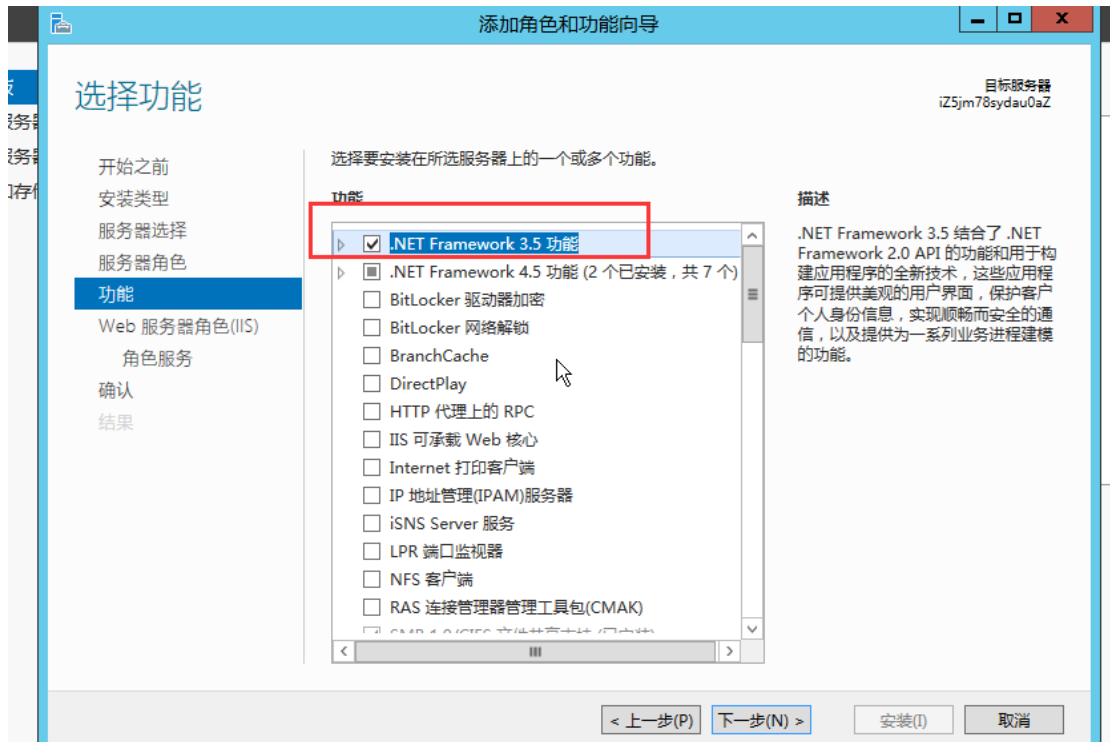 添加角色和功能向导
选择功能
目标服务器
iZ5jm78sydau0aZ
开始之前
安装类型
服务器选择
服务器角色
功能
Web 服务器角色(IIS)
角色服务
确认
结果
选择要安装在所选服务器上的一个或多个功能。
功能
.NET Framework 3.5 功能
.NET Framework 4.5 功能 (2 个已安装，共 7 个)
BitLocker 驱动器加密
BitLocker 网络解锁
BranchCache
DirectPlay
HTTP 代理上的 RPC
IIS 可承载 Web 核心
Internet 打印客户端
IP 地址管理(IPAM)服务器
iSNS Server 服务
LPR 端口监视器
NFS 客户端
RAS 连接管理器管理工具包(CMAK)
描述
.NET Framework 3.5 结合了 .NET
Framework 2.0 API 的功能和用于构
建应用程序的全新技术，这些应用程
序可提供美观的用户界面，保护客户
个人身份信息，实现顺畅而安全的通
信，以及提供为一系列业务进程建模
的功能。
< 上一步(P)
下一步(N) >
安装(I)
取消